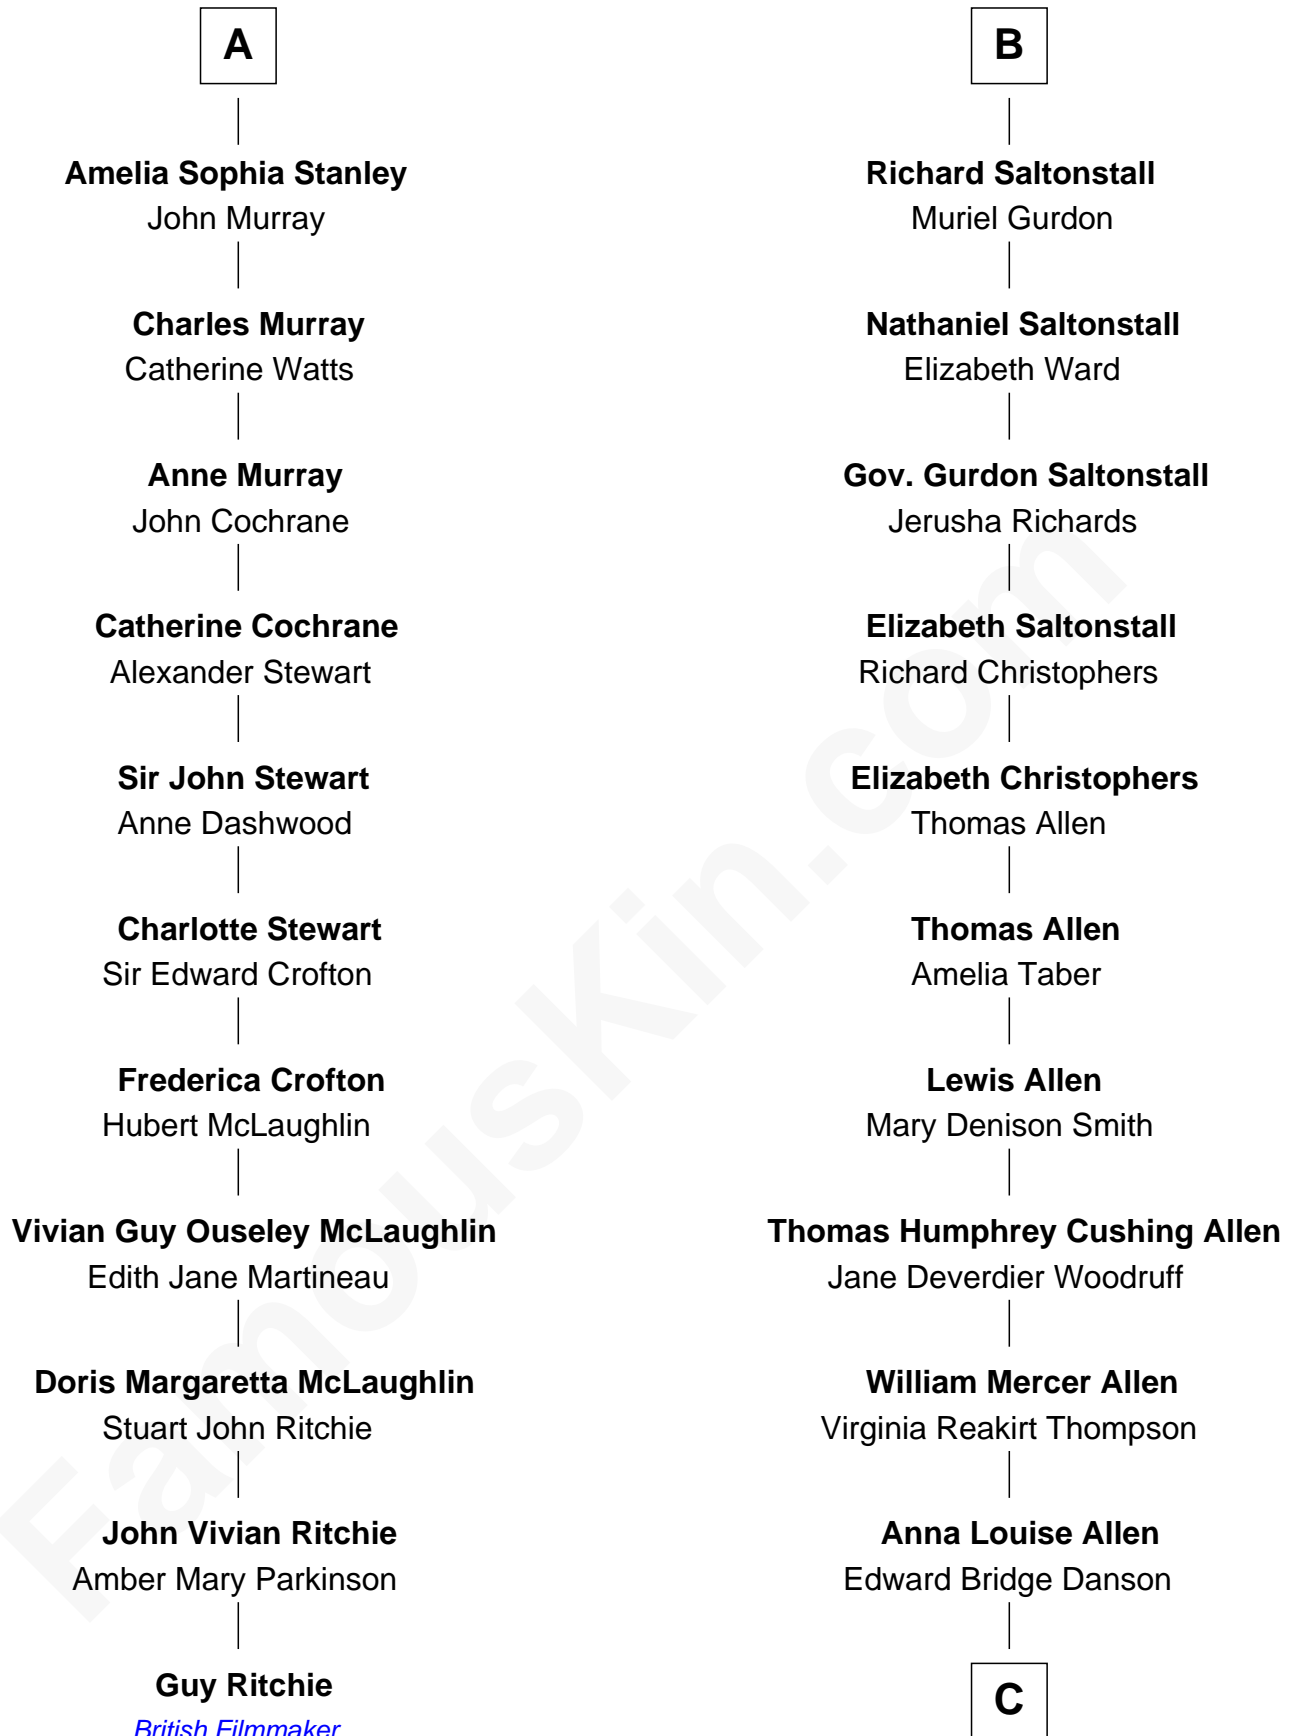 A
Amelia Sophia Stanley
John Murray
Charles Murray
Catherine Watts
Anne Murray
John Cochrane
Catherine Cochrane
Alexander Stewart
Sir John Stewart
Anne Dashwood
Charlotte Stewart
Sir Edward Crofton
Frederica Crofton
Hubert McLaughlin
Vivian Guy Ouseley McLaughlin
Edith Jane Martineau
Doris Margaretta McLaughlin
Stuart John Ritchie
John Vivian Ritchie
Amber Mary Parkinson
Guy Ritchie
British Filmmaker
B
Richard Saltonstall
Muriel Gurdon
Nathaniel Saltonstall
Elizabeth Ward
Gov. Gurdon Saltonstall
Jerusha Richards
Elizabeth Saltonstall
Richard Christophers
Elizabeth Christophers
Thomas Allen
Thomas Allen
Amelia Taber
Lewis Allen
Mary Denison Smith
Thomas Humphrey Cushing Allen
Jane Deverdier Woodruff
William Mercer Allen
Virginia Reakirt Thompson
Anna Louise Allen
Edward Bridge Danson
C
FamousKin.com